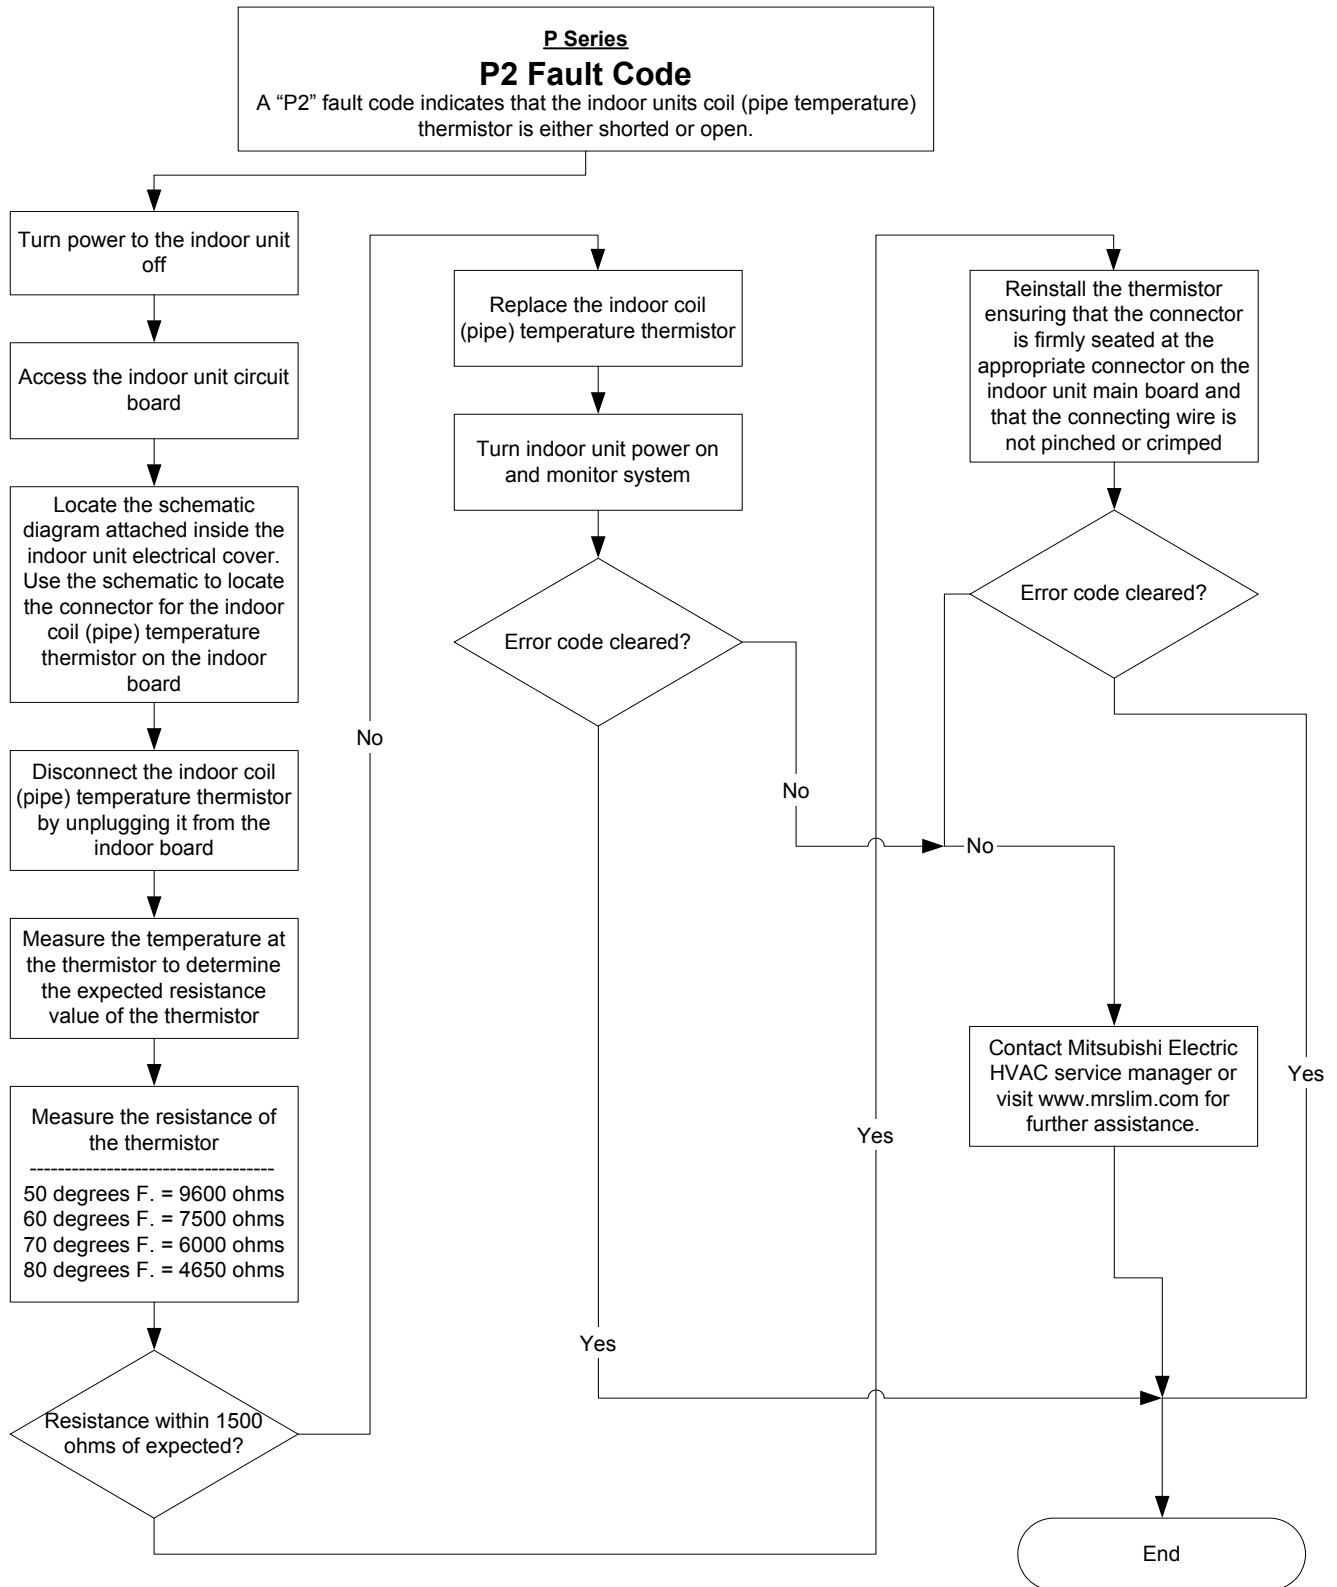 P Series
P2 Fault Code
A “P2” fault code indicates that the indoor units coil (pipe temperature)
thermistor is either shorted or open.
Turn power to the indoor unit
off
Access the indoor unit circuit
board
Locate the schematic
diagram attached inside the
indoor unit electrical cover.
Use the schematic to locate
the connector for the indoor
coil (pipe) temperature
thermistor on the indoor
board
Disconnect the indoor coil
(pipe) temperature thermistor
by unplugging it from the
indoor board
Measure the temperature at
the thermistor to determine
the expected resistance
value of the thermistor
Measure the resistance of
the thermistor
-----------------------------------
50 degrees F. = 9600 ohms
60 degrees F. = 7500 ohms
70 degrees F. = 6000 ohms
80 degrees F. = 4650 ohms
Resistance within 1500
ohms of expected?
No
Replace the indoor coil
(pipe) temperature thermistor
Turn indoor unit power on
and monitor system
Error code cleared?
No
Yes
Yes
Reinstall the thermistor
ensuring that the connector
is firmly seated at the
appropriate connector on the
indoor unit main board and
that the connecting wire is
not pinched or crimped
Error code cleared?
No
Contact Mitsubishi Electric
HVAC service manager or
visit www.mrslim.com for
further assistance.
Yes
End